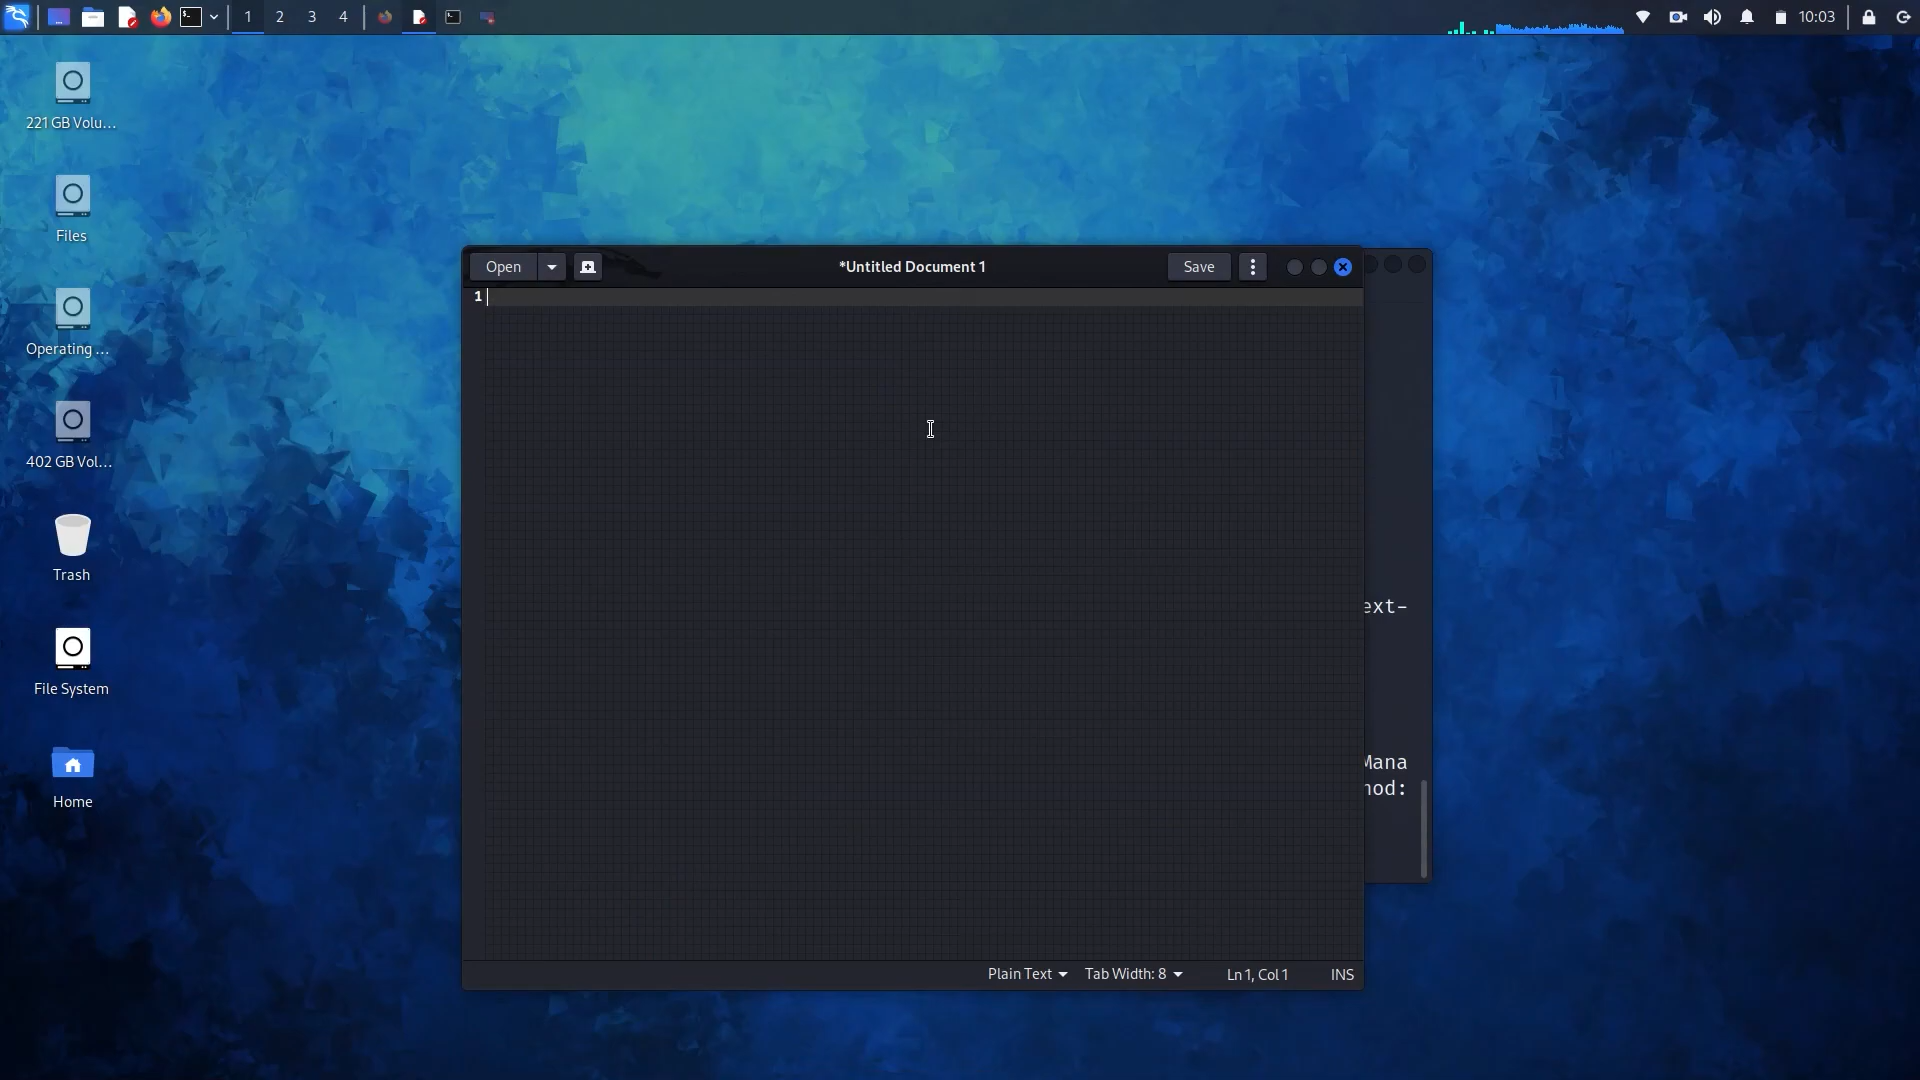 1 2 3 4
10:03
221 GB Volu...
Files
Operating ...
402 GB Vol...
Trash
File System
Home
Open
*Untitled Document 1
Save
1
ext-
Mana
nod:
Plain Text
Tab Width: 8
Ln 1, Col 1
INS